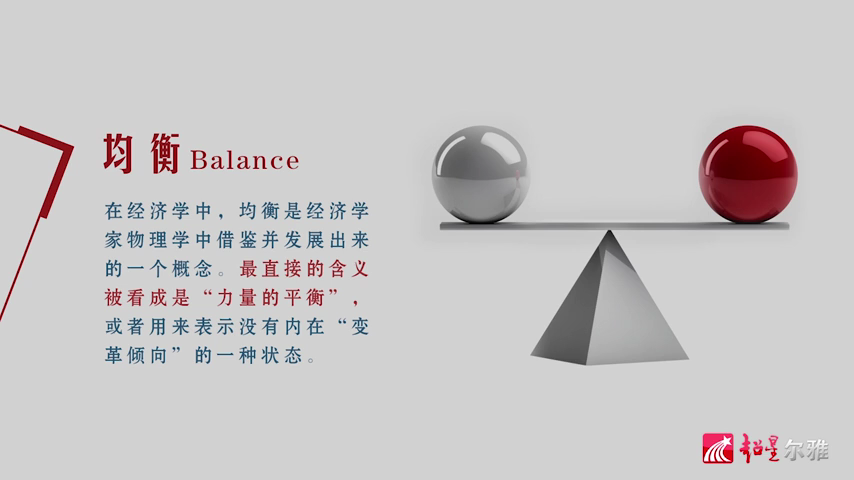 均衡 Balance
在经济学中，均衡是经济学
家物理学中借鉴并发展出来
的一个概念。最直接的含义
被看成是“力量的平衡”，
或者用来表示没有内在“变
革倾向”的一种状态。
超星尔雅